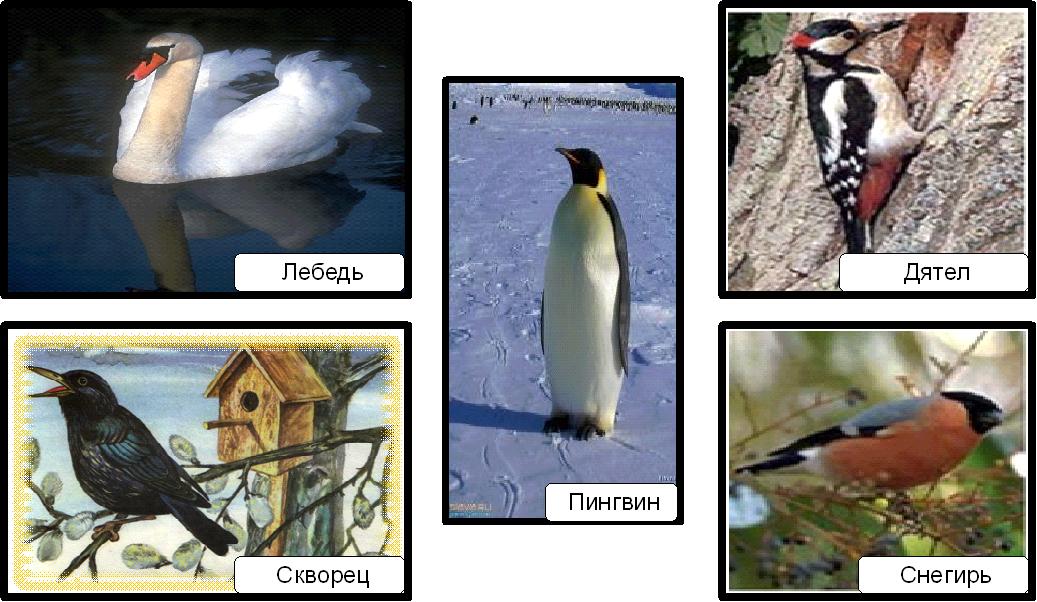 Лебедь
Дятел
Пингвин
Скворец
Снегирь